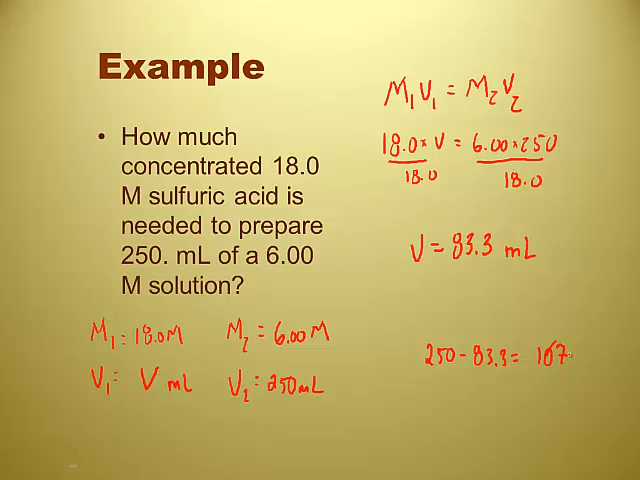 Example
• How much
concentrated 18.0
M sulfuric acid is
needed to prepare
250. mL of a 6.00
M solution?
M₁ = 18.0M M₂ = 6.00 M
V₁ = V mL V₂ = 250 mL
M₁V₁ = M₂V₂
18.0 × V = 6.00 × 250
18.0 18.0
V = 83.3 mL
250 - 83.3 = 167